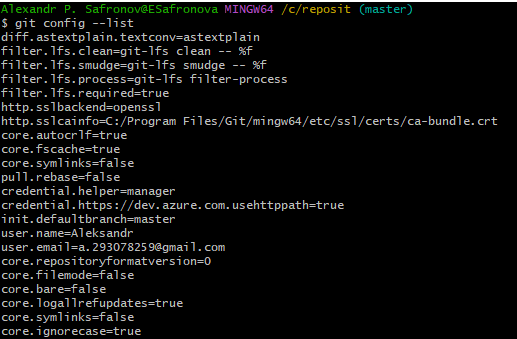 Alexandr P. Safronov@ESafronova MINGW64 /c/reposit (master)
$ git config --list
diff.astextplain.textconv=astextplain
filter.lfs.clean=git-lfs clean -- %f
filter.lfs.smudge=git-lfs smudge -- %f
filter.lfs.process=git-lfs filter-process
filter.lfs.required=true
http.sslbackend=openssl
http.sslcainfo=C:/Program Files/Git/mingw64/etc/ssl/certs/ca-bundle.crt
core.autocrlf=true
core.fscache=true
core.symlinks=false
pull.rebase=false
credential.helper=manager
credential.https://dev.azure.com.usehttppath=true
init.defaultbranch=master
user.name=Aleksandr
user.email=a.293078259@gmail.com
core.repositoryformatversion=0
core.filemode=false
core.bare=false
core.logallrefupdates=true
core.symlinks=false
core.ignorecase=true